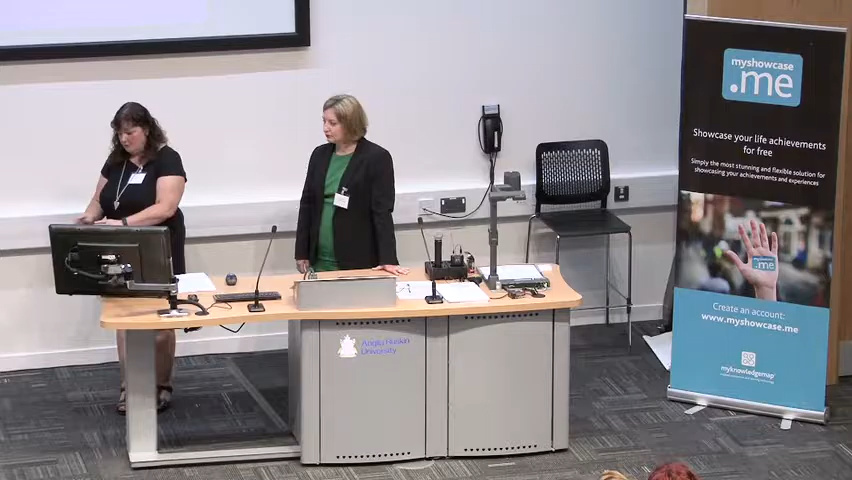 myshowcase
.me
Showcase your life achievements
for free
Simply the most stunning and flexible solution for
showcasing your achievements and experiences
.me
Create an account:
www.myshowcase.me
myknowledgemap
Anglia Ruskin
University